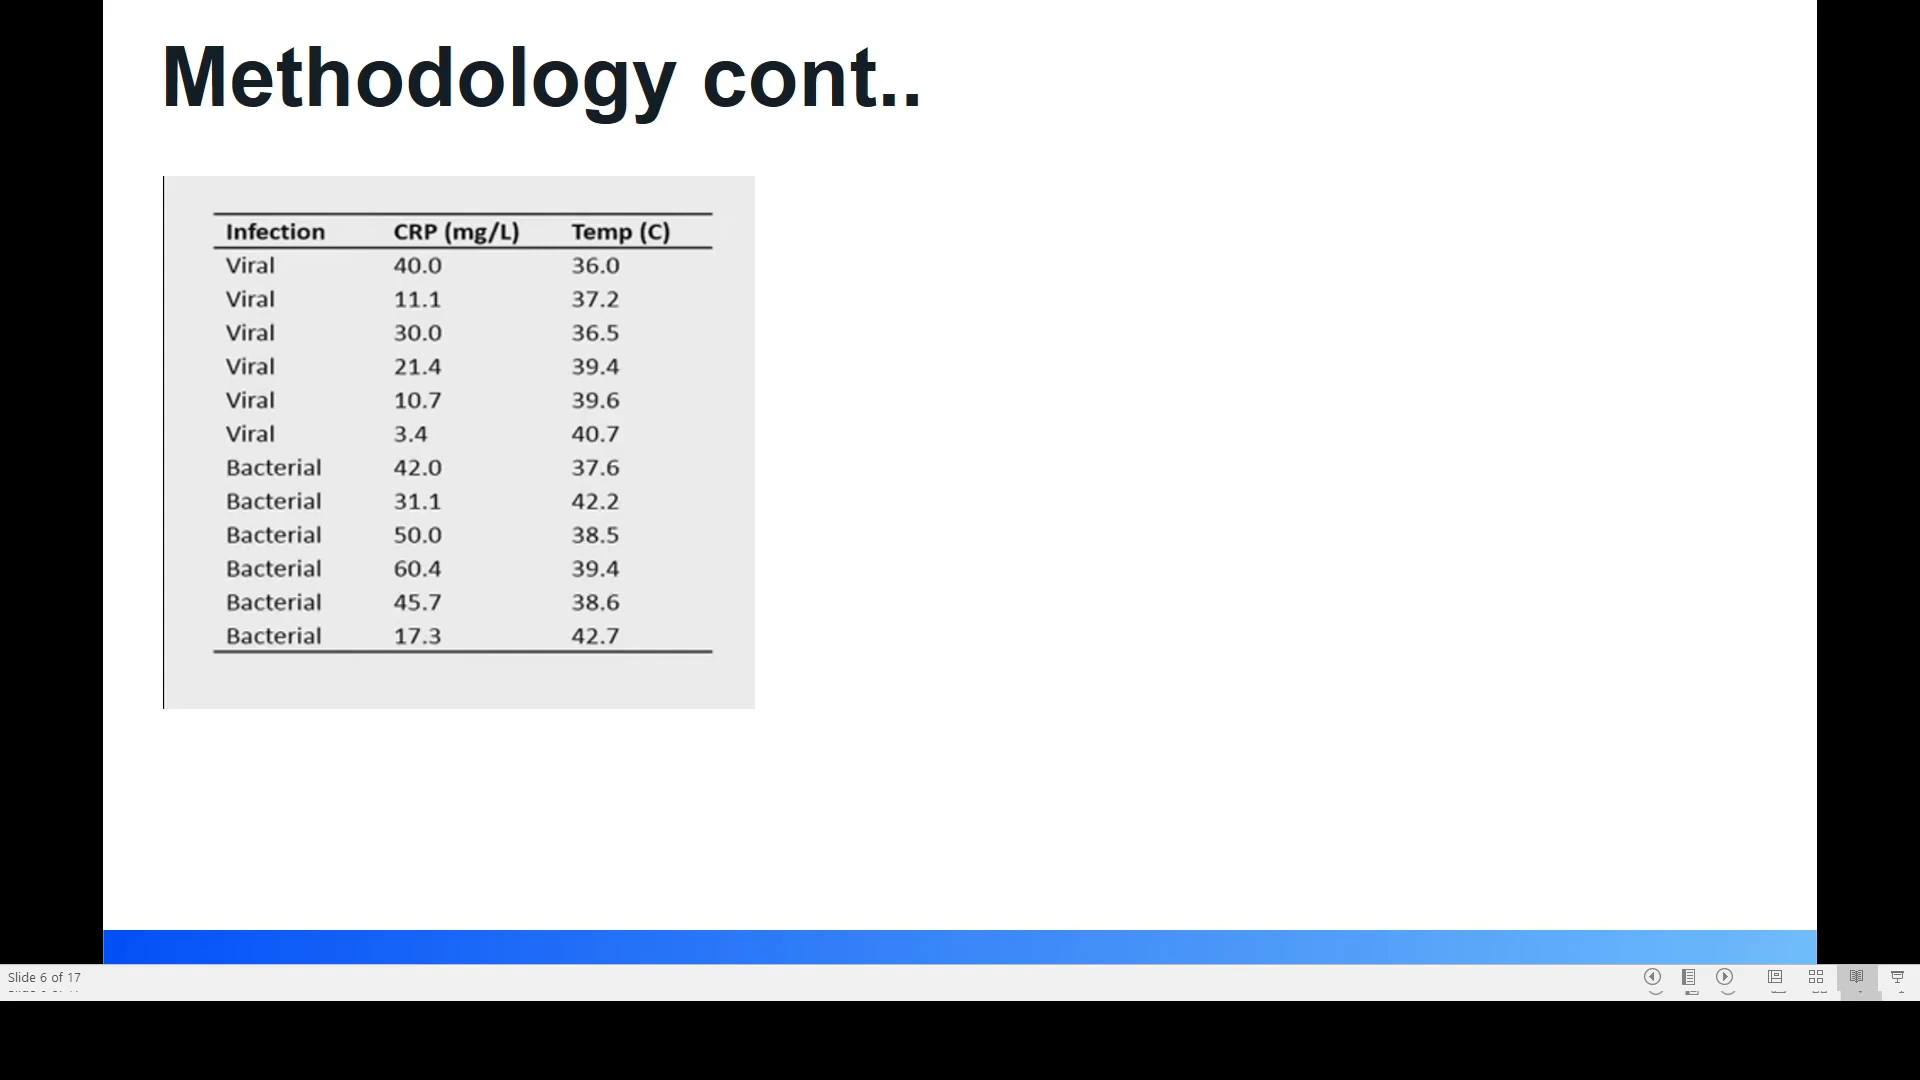 Methodology cont..
Infection CRP (mg/L) Temp (C)
Viral 40.0 36.0
Viral 11.1 37.2
Viral 30.0 36.5
Viral 21.4 39.4
Viral 10.7 39.6
Viral 3.4 40.7
Bacterial 42.0 37.6
Bacterial 31.1 42.2
Bacterial 50.0 38.5
Bacterial 60.4 39.4
Bacterial 45.7 38.6
Bacterial 17.3 42.7
Slide 6 of 17